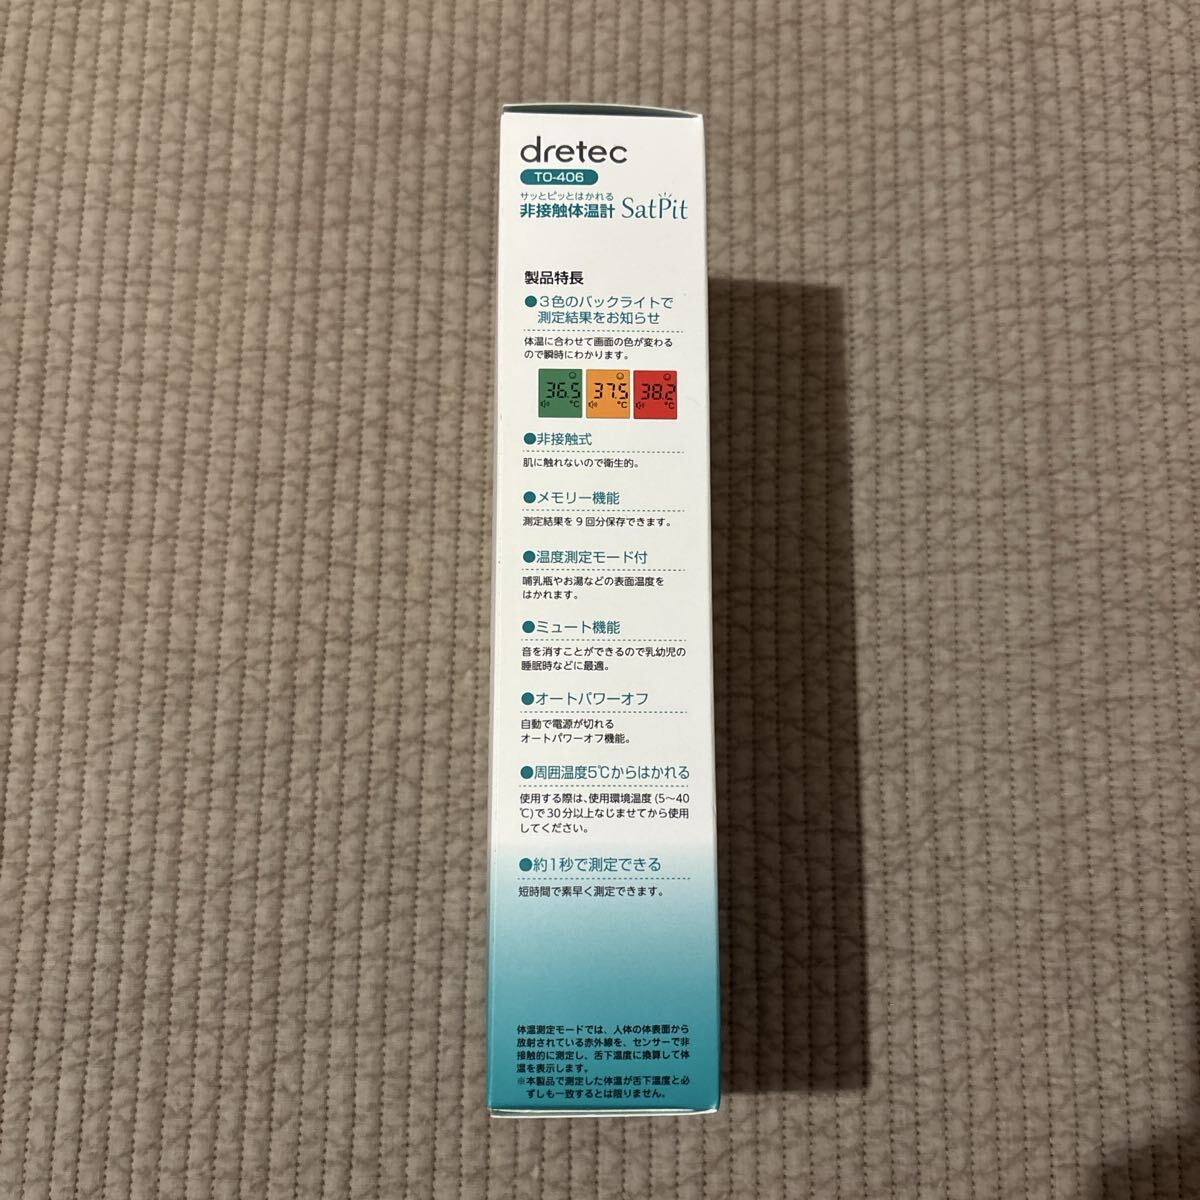 dretec
TO-406
サッとピッとはかれる
非接触体温計 SatPit
製品特長
●3色のバックライトで
測定結果をお知らせ
体温に合わせて画面の色が変わる
ので瞬時にわかります。
36.5 37.5 38.2
℃ ℃ ℃
●非接触式
肌に触れないので衛生的。
●メモリー機能
測定結果を9回分保存できます。
●温度測定モード付
哺乳瓶やお湯などの表面温度を
はかれます。
●ミュート機能
音を消すことができるので乳幼児の
睡眠時などに最適。
●オートパワーオフ
自動で電源が切れる
オートパワーオフ機能。
●周囲温度5℃からはかれる
使用する際は、使用環境温度(5～40
℃)で30分以上なじませてから使用
してください。
●約1秒で測定できる
短時間で素早く測定できます。
体温測定モードでは、人体の体表面から
放射されている赤外線を、センサーで非
接触的に測定し、舌下温度に換算して体
温を表示します。
※本製品で測定した体温が舌下温度と必
ずしも一致するとは限りません。